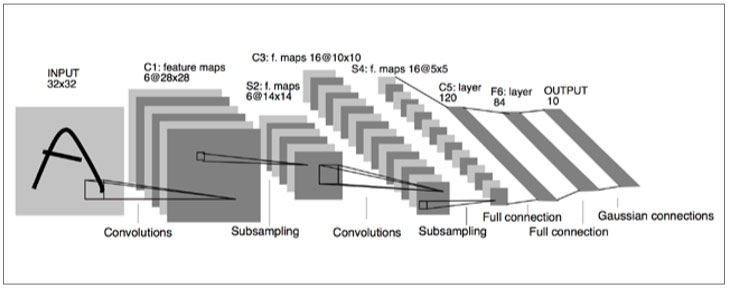 INPUT
32x32
C1: feature maps
6@28x28
S2: f. maps
6@14x14
C3: f. maps 16@10x10
S4: f. maps 16@5x5
C5: layer
120
F6: layer
84
OUTPUT
10
Convolutions
Subsampling
Convolutions
Subsampling
Full connection
Full connection
Gaussian connections
A